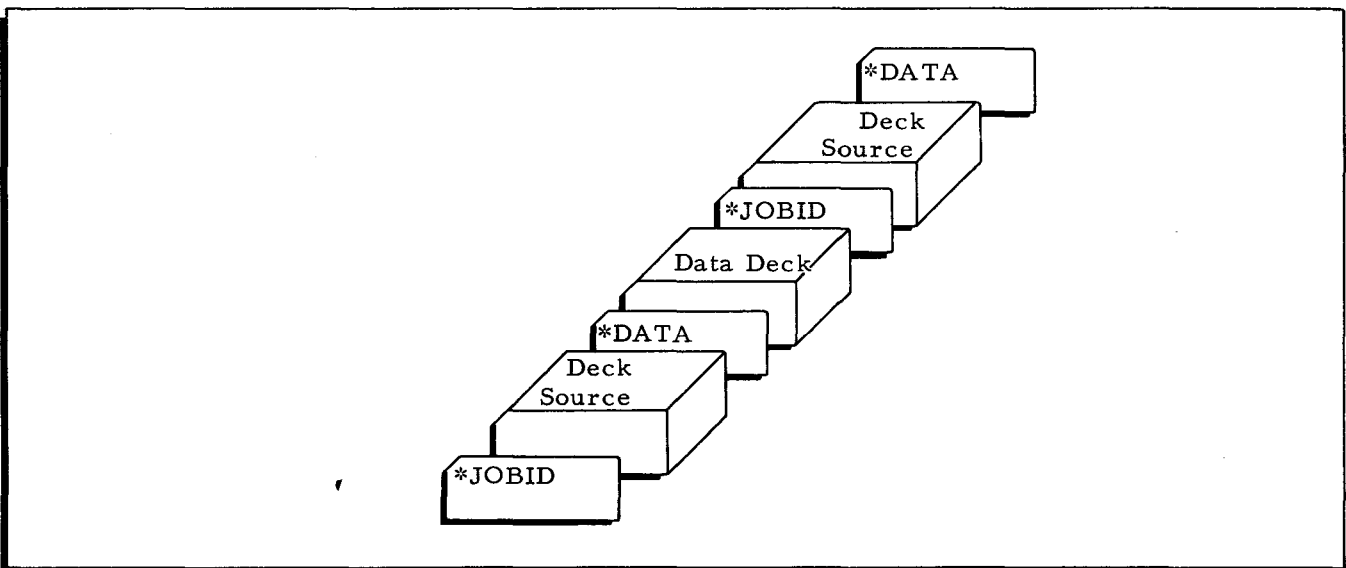 *DATA
Deck
Source
*JOBID
Data Deck
*DATA
Deck
Source
*JOBID